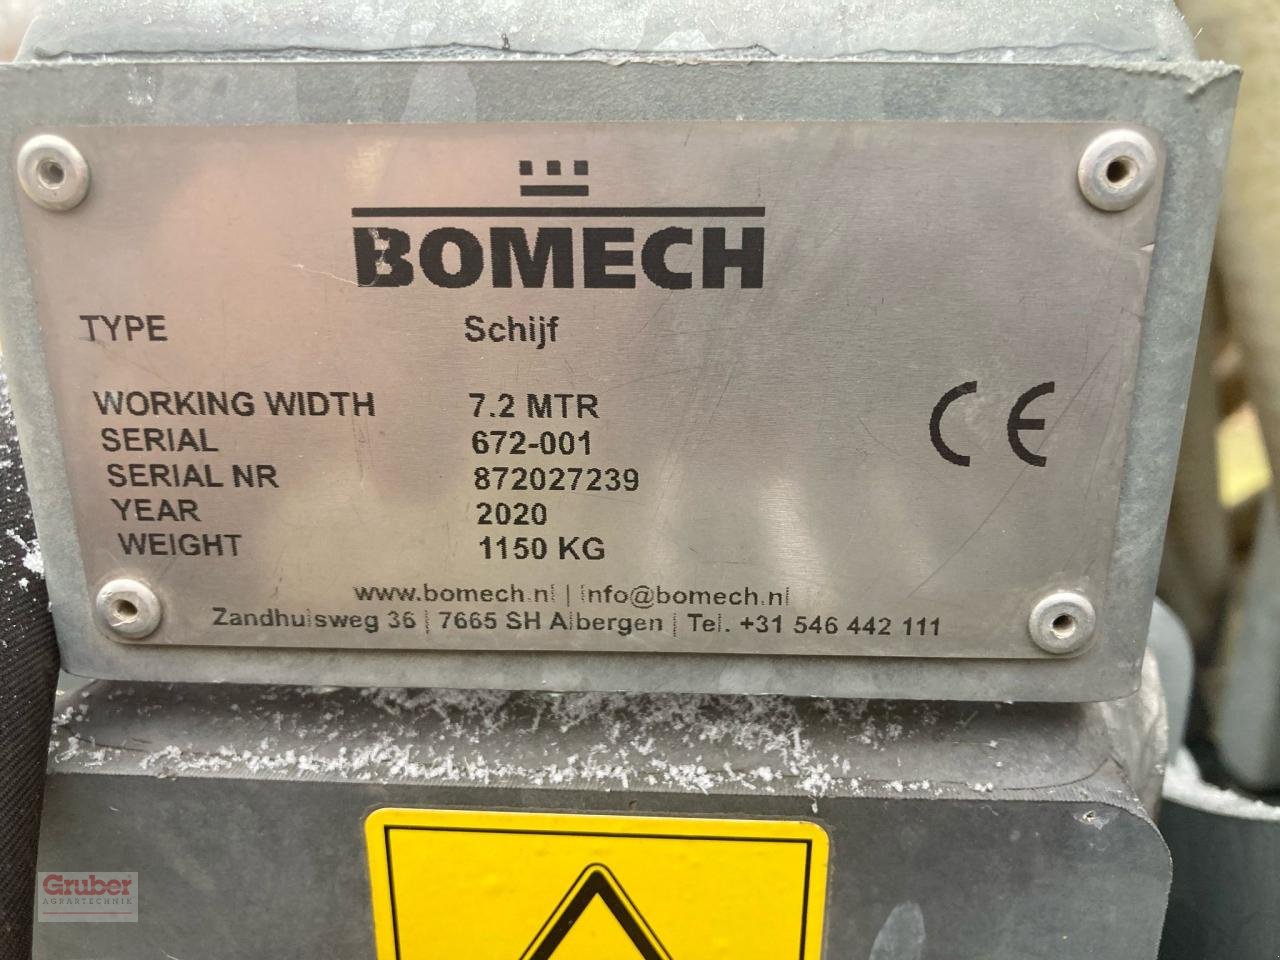 BOMECH
TYPE Schijf
WORKING WIDTH 7.2 MTR
SERIAL 672-001
SERIAL NR 872027239
YEAR 2020
WEIGHT 1150 KG
CE
www.bomech.nl | info@bomech.nl
Zandhuisweg 36 | 7665 SH Albergen | Tel. +31 546 442 111
Gruber
AGRARTECHNIK